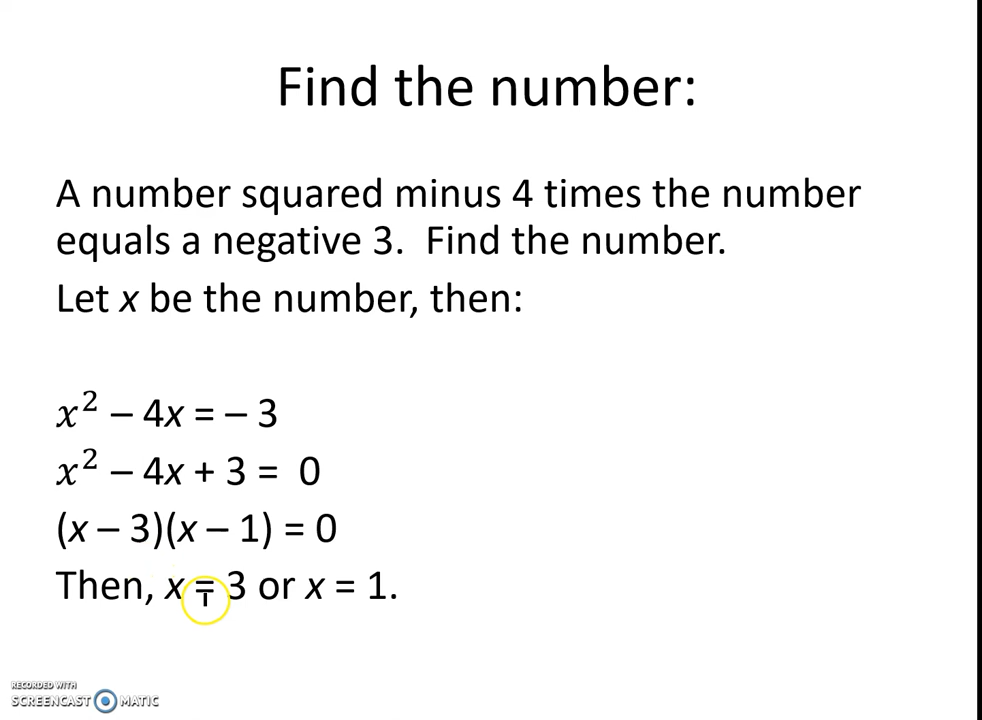 Find the number:
A number squared minus 4 times the number
equals a negative 3. Find the number.
Let x be the number, then:
x² – 4x = – 3
x² – 4x + 3 = 0
(x – 3)(x – 1) = 0
Then, x = 3 or x = 1.
RECORDED WITH
SCREENCAST MATIC